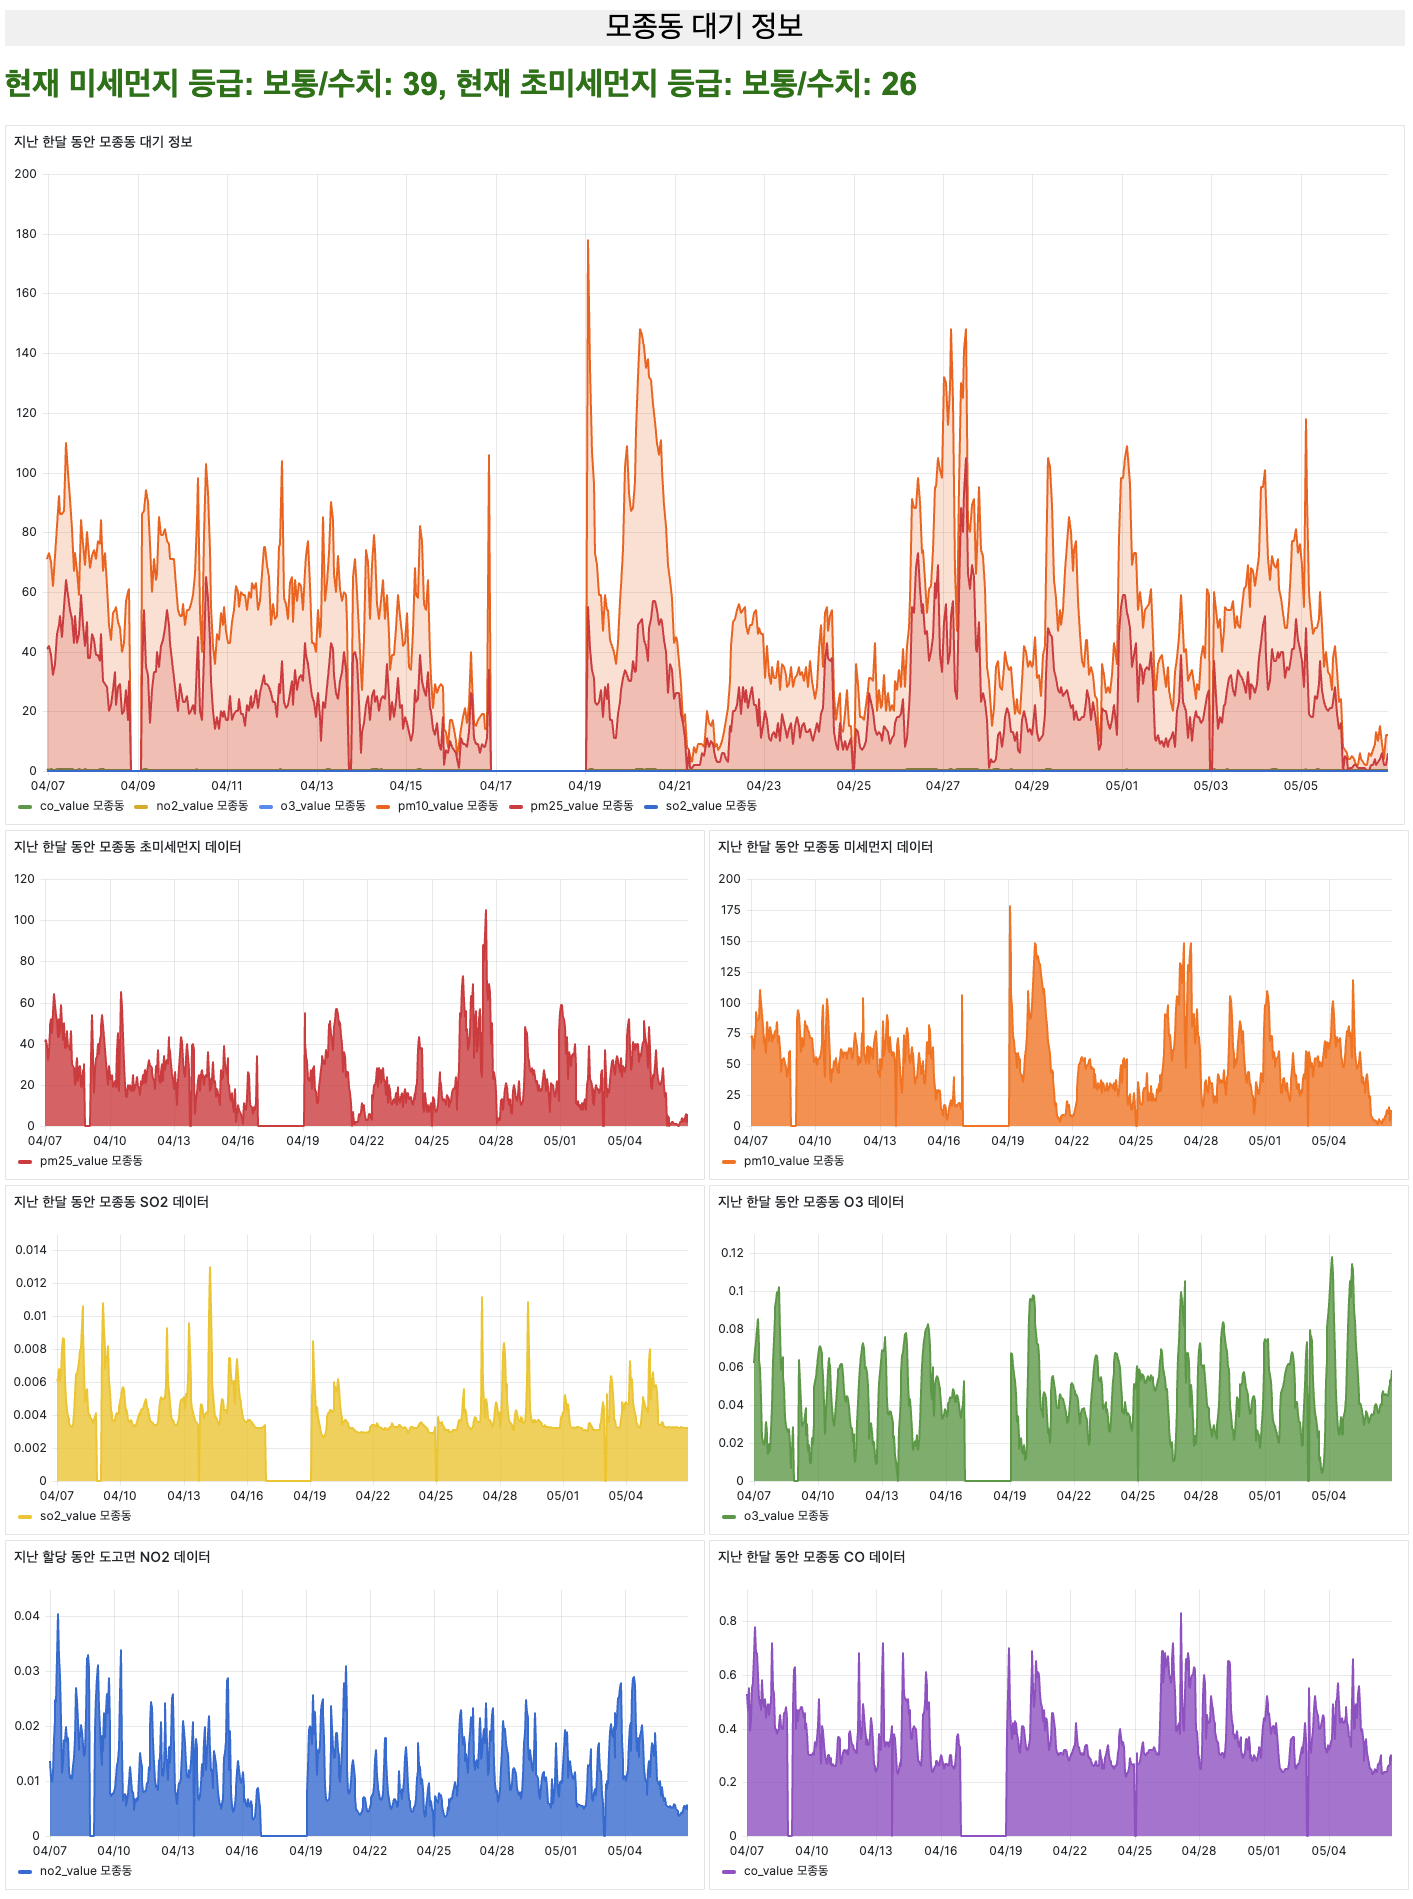 모종동 대기 정보
현재 미세먼지 등급: 보통/수치: 39, 현재 초미세먼지 등급: 보통/수치: 26
지난 한달 동안 모종동 대기 정보
200
180
160
140
120
100
80
60
40
20
0
04/07 04/09 04/11 04/13 04/15 04/17 04/19 04/21 04/23 04/25 04/27 04/29 05/01 05/03 05/05
co_value 모종동 no2_value 모종동 o3_value 모종동 pm10_value 모종동 pm25_value 모종동 so2_value 모종동
지난 한달 동안 모종동 초미세먼지 데이터
120
100
80
60
40
20
0
04/07 04/10 04/13 04/16 04/19 04/22 04/25 04/28 05/01 05/04
pm25_value 모종동
지난 한달 동안 모종동 미세먼지 데이터
200
175
150
125
100
75
50
25
0
04/07 04/10 04/13 04/16 04/19 04/22 04/25 04/28 05/01 05/04
pm10_value 모종동
지난 한달 동안 모종동 SO2 데이터
0.014
0.012
0.01
0.008
0.006
0.004
0.002
0
04/07 04/10 04/13 04/16 04/19 04/22 04/25 04/28 05/01 05/04
so2_value 모종동
지난 한달 동안 모종동 O3 데이터
0.12
0.1
0.08
0.06
0.04
0.02
0
04/07 04/10 04/13 04/16 04/19 04/22 04/25 04/28 05/01 05/04
o3_value 모종동
지난 할당 동안 도고면 NO2 데이터
0.04
0.03
0.02
0.01
0
04/07 04/10 04/13 04/16 04/19 04/22 04/25 04/28 05/01 05/04
no2_value 모종동
지난 한달 동안 모종동 CO 데이터
0.8
0.6
0.4
0.2
0
04/07 04/10 04/13 04/16 04/19 04/22 04/25 04/28 05/01 05/04
co_value 모종동